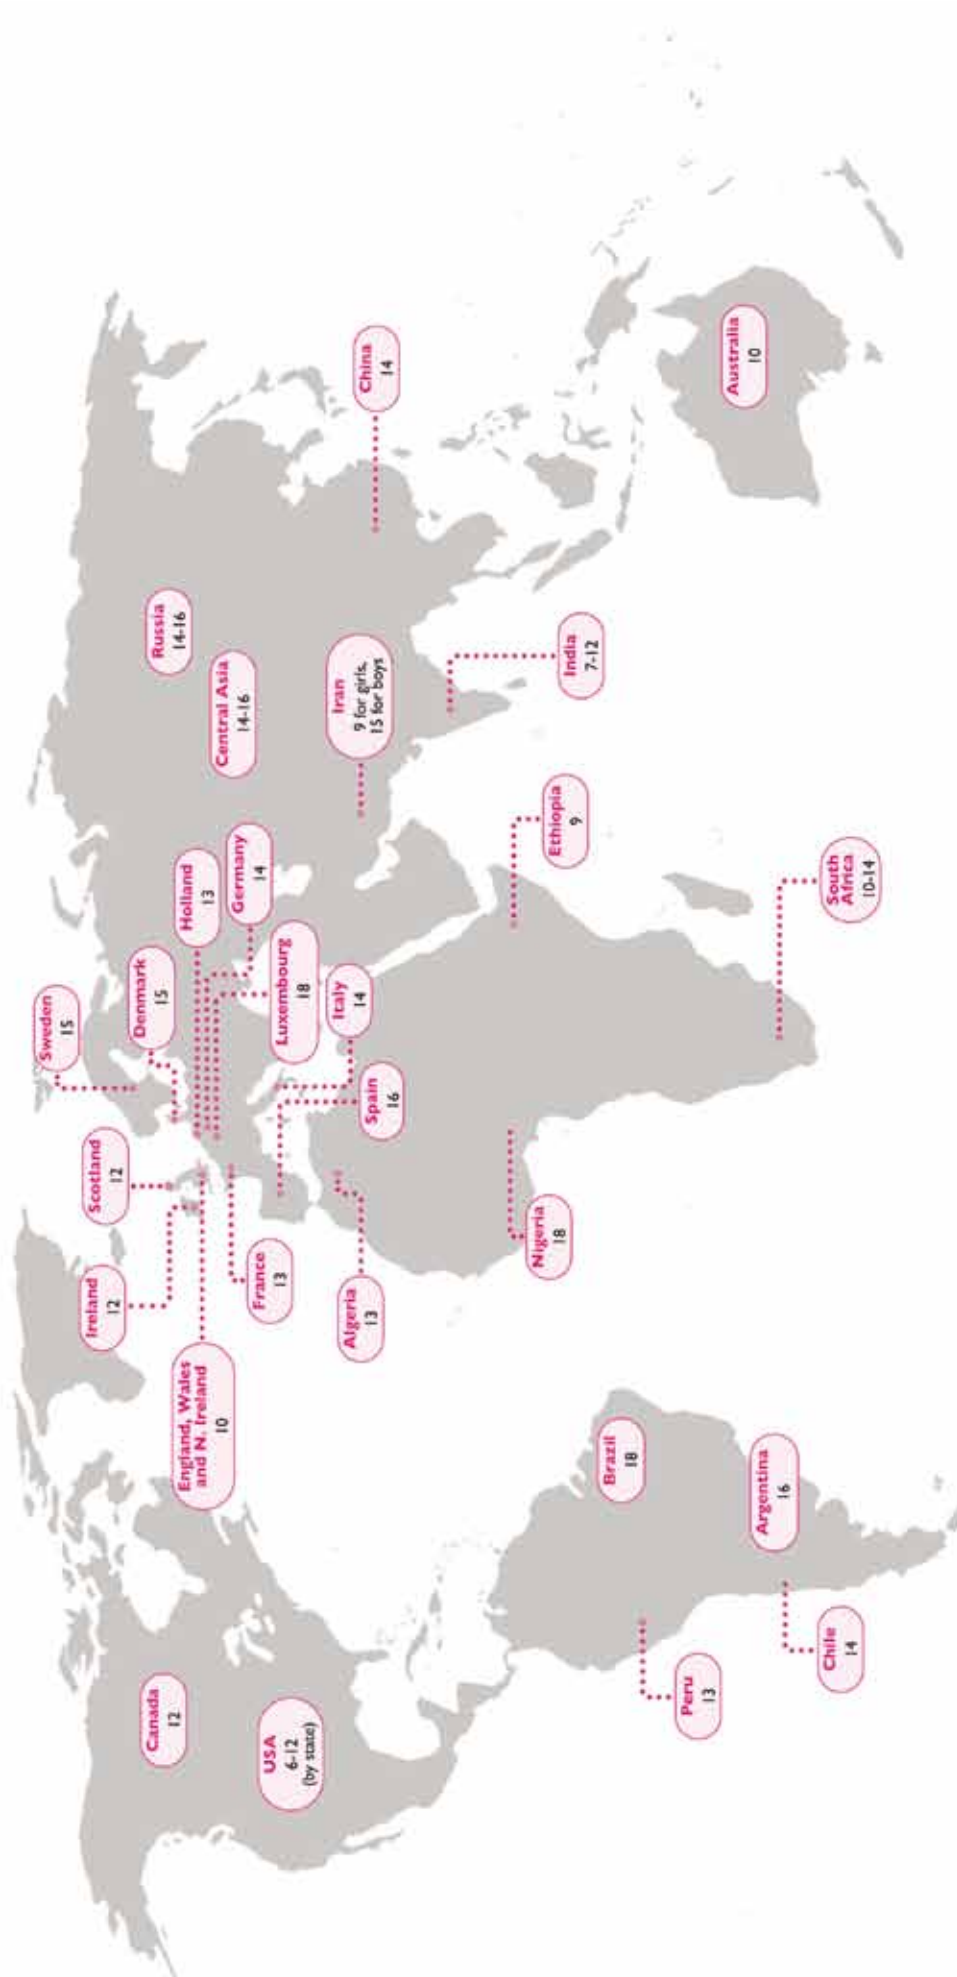 Canada
12
USA
6-12
(by state)
Peru
13
Chile
14
Argentina
16
Brazil
18
England, Wales
and N. Ireland
10
Ireland
12
Scotland
12
France
13
Algeria
13
Nigeria
18
Spain
16
Italy
14
Sweden
15
Denmark
15
Luxembourg
18
Holland
13
Germany
14
Ethiopia
9
South
Africa
10-14
Central Asia
14-16
Russia
14-16
Iran
9 for girls,
15 for boys
India
7-12
China
14
Australia
10